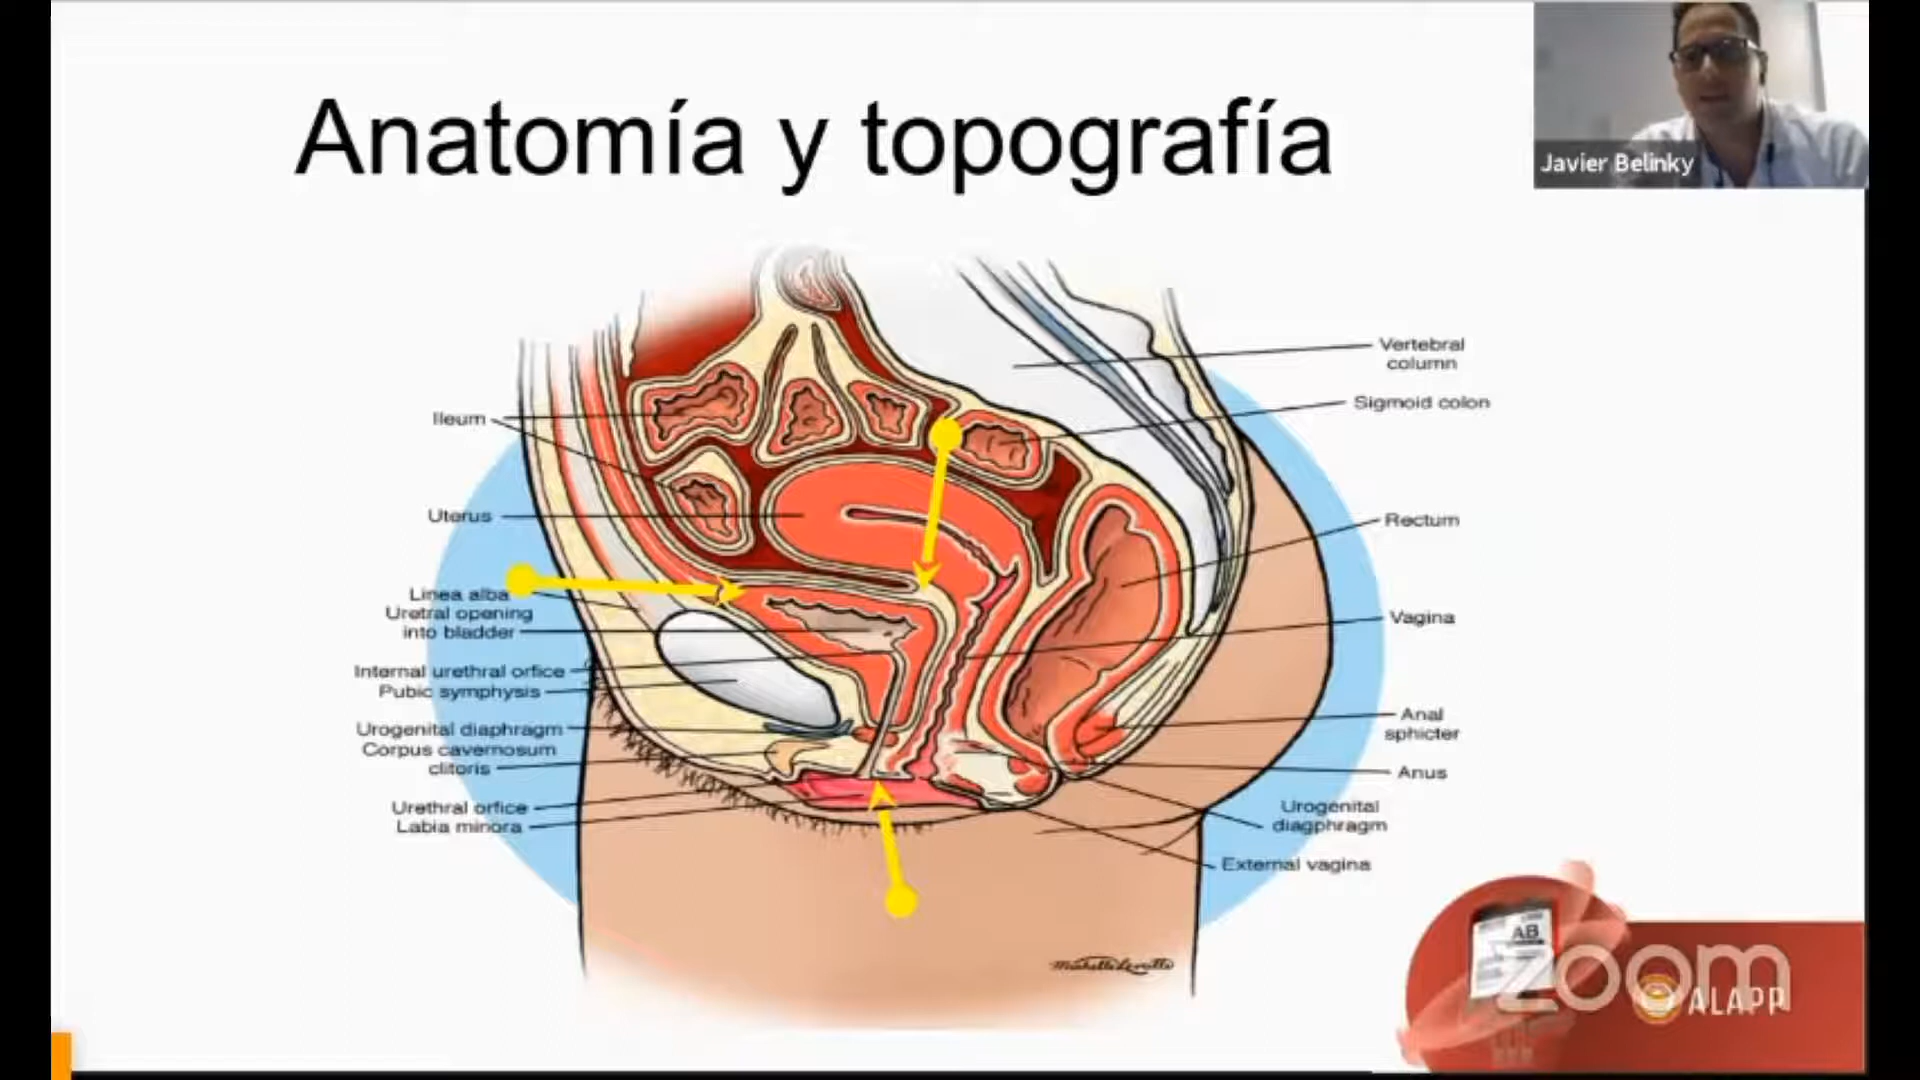 Anatomía y topografía
Javier Belinky
Vertebral
column
Sigmoid colon
Ileum
Uterus
Rectum
Linea alba
Uretral opening
into bladder
Vagina
Internal urethral orfice
Pubic symphysis
Urogenital diaphragm
Corpus cavernosum
clitoris
Anal
sphicter
Anus
Urethral orfice
Labia minora
Urogenital
diagphragm
External vagina
AB
zoom
ALAPP